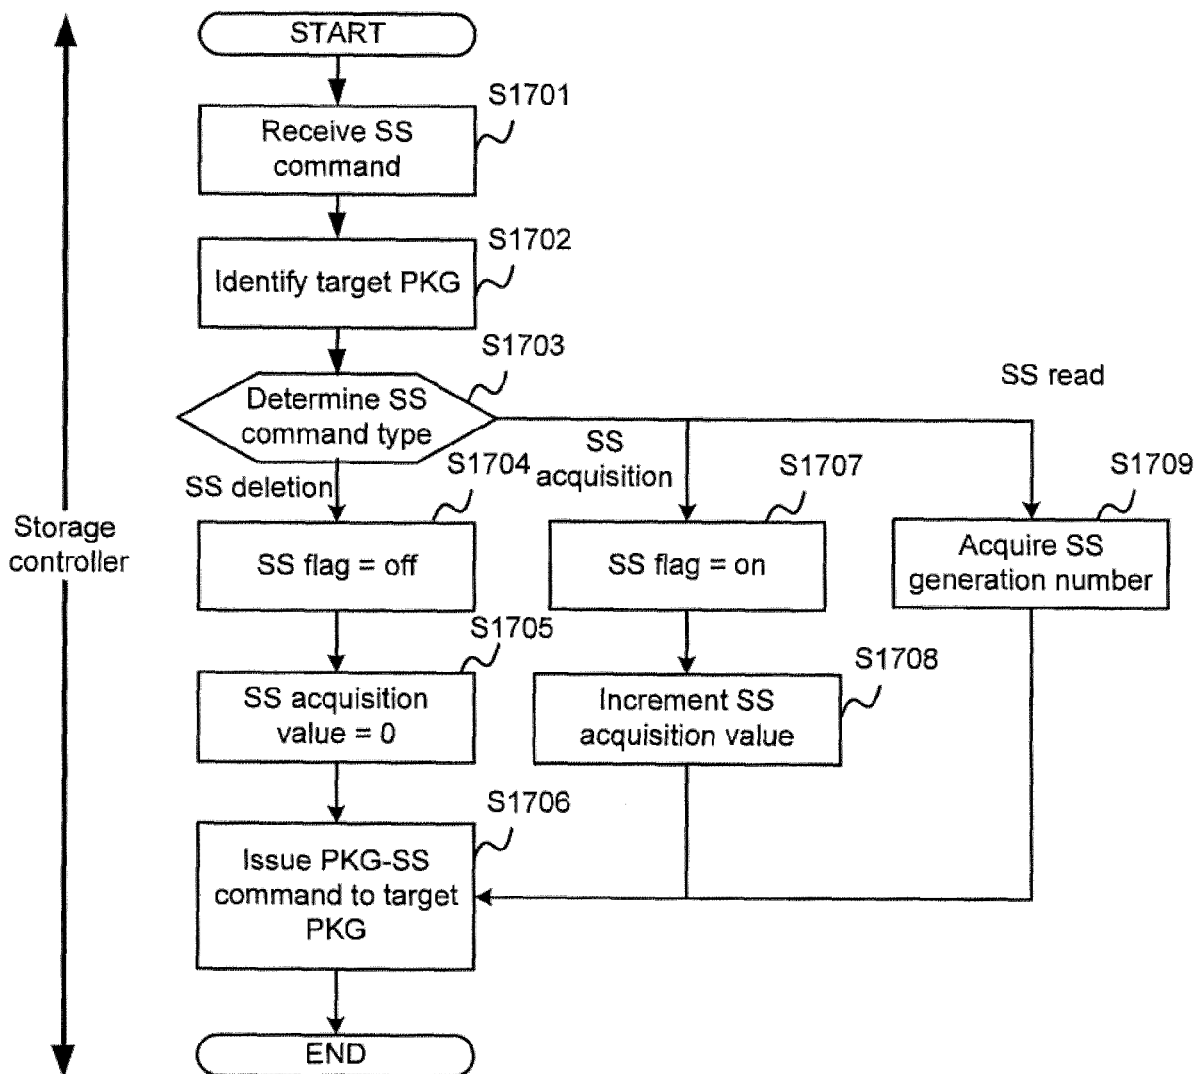 START
S1701
Receive SS
command
S1702
Identify target PKG
S1703
Determine SS
command type
SS read
SS
acquisition
SS deletion
S1704
S1707
S1709
Storage
controller
SS flag = off
SS flag = on
Acquire SS
generation number
S1705
S1708
SS acquisition
value = 0
Increment SS
acquisition value
S1706
Issue PKG-SS
command to target
PKG
END